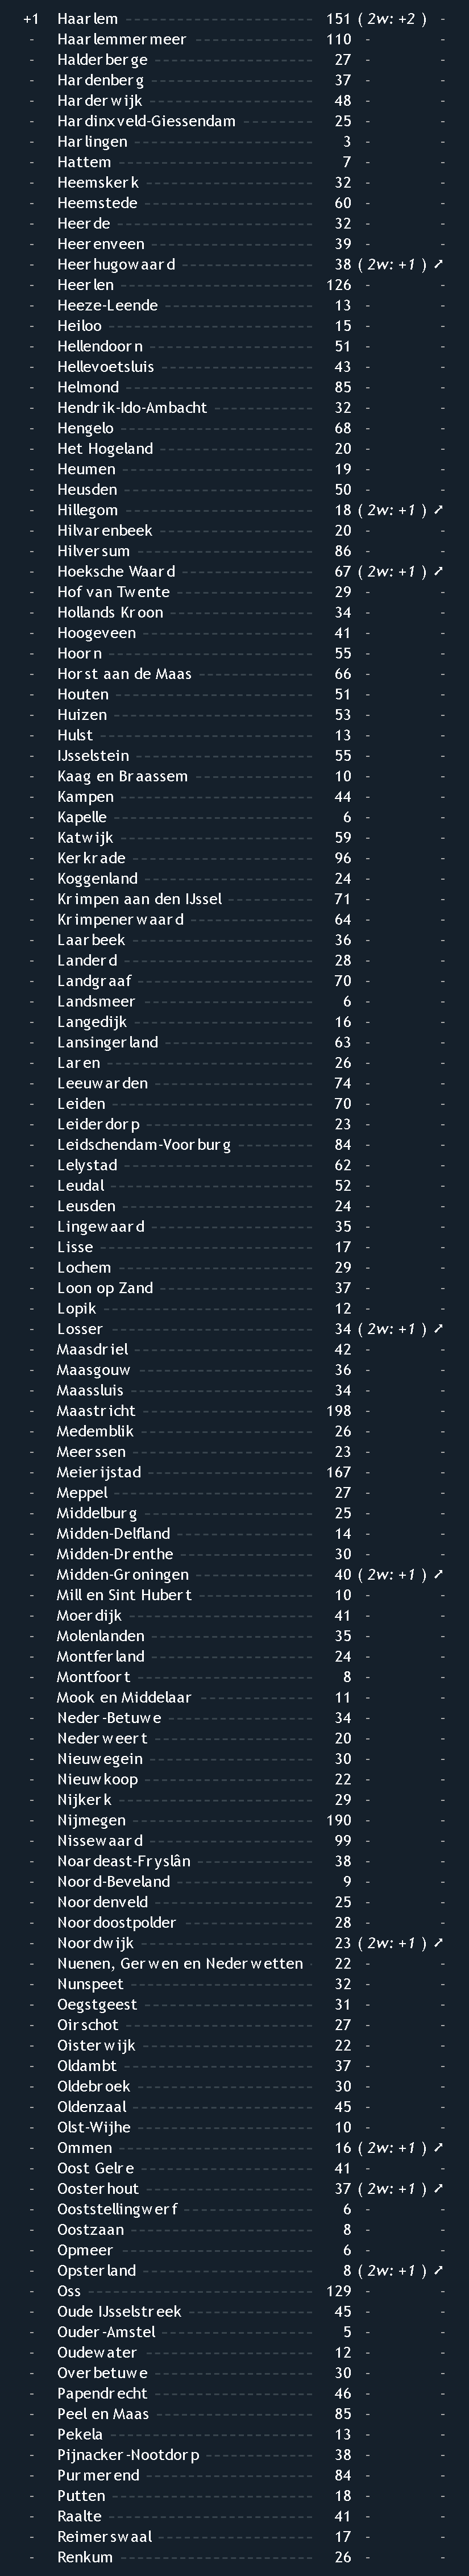 +1 Haarlem 151 ( 2w: +2 ) -
- Haarlemmermeer 110 - -
- Halderberge 27 - -
- Hardenberg 37 - -
- Harderwijk 48 - -
- Hardinxveld-Giessendam 25 - -
- Harlingen 3 - -
- Hattem 7 - -
- Heemskerk 32 - -
- Heemstede 60 - -
- Heerde 32 - -
- Heerenveen 39 - -
- Heerhugowaard 38 ( 2w: +1 ) ↗
- Heerlen 126 - -
- Heeze-Leende 13 - -
- Heiloo 15 - -
- Hellendoorn 51 - -
- Hellevoetsluis 43 - -
- Helmond 85 - -
- Hendrik-Ido-Ambacht 32 - -
- Hengelo 68 - -
- Het Hogeland 20 - -
- Heumen 19 - -
- Heusden 50 - -
- Hillegom 18 ( 2w: +1 ) ↗
- Hilvarenbeek 20 - -
- Hilversum 86 - -
- Hoeksche Waard 67 ( 2w: +1 ) ↗
- Hof van Twente 29 - -
- Hollands Kroon 34 - -
- Hoogeveen 41 - -
- Hoorn 55 - -
- Horst aan de Maas 66 - -
- Houten 51 - -
- Huizen 53 - -
- Hulst 13 - -
- IJsselstein 55 - -
- Kaag en Braassem 10 - -
- Kampen 44 - -
- Kapelle 6 - -
- Katwijk 59 - -
- Kerkrade 96 - -
- Koggenland 24 - -
- Krimpen aan den IJssel 71 - -
- Krimpenerwaard 64 - -
- Laarbeek 36 - -
- Landerd 28 - -
- Landgraaf 70 - -
- Landsmeer 6 - -
- Langedijk 16 - -
- Lansingerland 63 - -
- Laren 26 - -
- Leeuwarden 74 - -
- Leiden 70 - -
- Leiderdorp 23 - -
- Leidschendam-Voorburg 84 - -
- Lelystad 62 - -
- Leudal 52 - -
- Leusden 24 - -
- Lingewaard 35 - -
- Lisse 17 - -
- Lochem 29 - -
- Loon op Zand 37 - -
- Lopik 12 - -
- Losser 34 ( 2w: +1 ) ↗
- Maasdriel 42 - -
- Maasgouw 36 - -
- Maassluis 34 - -
- Maastricht 198 - -
- Medemblik 26 - -
- Meerssen 23 - -
- Meierijstad 167 - -
- Meppel 27 - -
- Middelburg 25 - -
- Midden-Delfland 14 - -
- Midden-Drenthe 30 - -
- Midden-Groningen 40 ( 2w: +1 ) ↗
- Mill en Sint Hubert 10 - -
- Moerdijk 41 - -
- Molenlanden 35 - -
- Montferland 24 - -
- Montfoort 8 - -
- Mook en Middelaar 11 - -
- Neder-Betuwe 34 - -
- Nederweert 20 - -
- Nieuwegein 30 - -
- Nieuwkoop 22 - -
- Nijkerk 29 - -
- Nijmegen 190 - -
- Nissewaard 99 - -
- Noardeast-Fryslân 38 - -
- Noord-Beveland 9 - -
- Noordenveld 25 - -
- Noordoostpolder 28 - -
- Noordwijk 23 ( 2w: +1 ) ↗
- Nuenen, Gerwen en Nederwetten 22 - -
- Nunspeet 32 - -
- Oegstgeest 31 - -
- Oirschot 27 - -
- Oisterwijk 22 - -
- Oldambt 37 - -
- Oldebroek 30 - -
- Oldenzaal 45 - -
- Olst-Wijhe 10 - -
- Ommen 16 ( 2w: +1 ) ↗
- Oost Gelre 41 - -
- Oosterhout 37 ( 2w: +1 ) ↗
- Ooststellingwerf 6 - -
- Oostzaan 8 - -
- Opmeer 6 - -
- Opsterland 8 ( 2w: +1 ) ↗
- Oss 129 - -
- Oude IJsselstreek 45 - -
- Ouder-Amstel 5 - -
- Oudewater 12 - -
- Overbetuwe 30 - -
- Papendrecht 46 - -
- Peel en Maas 85 - -
- Pekela 13 - -
- Pijnacker-Nootdorp 38 - -
- Purmerend 84 - -
- Putten 18 - -
- Raalte 41 - -
- Reimerswaal 17 - -
- Renkum 26 - -